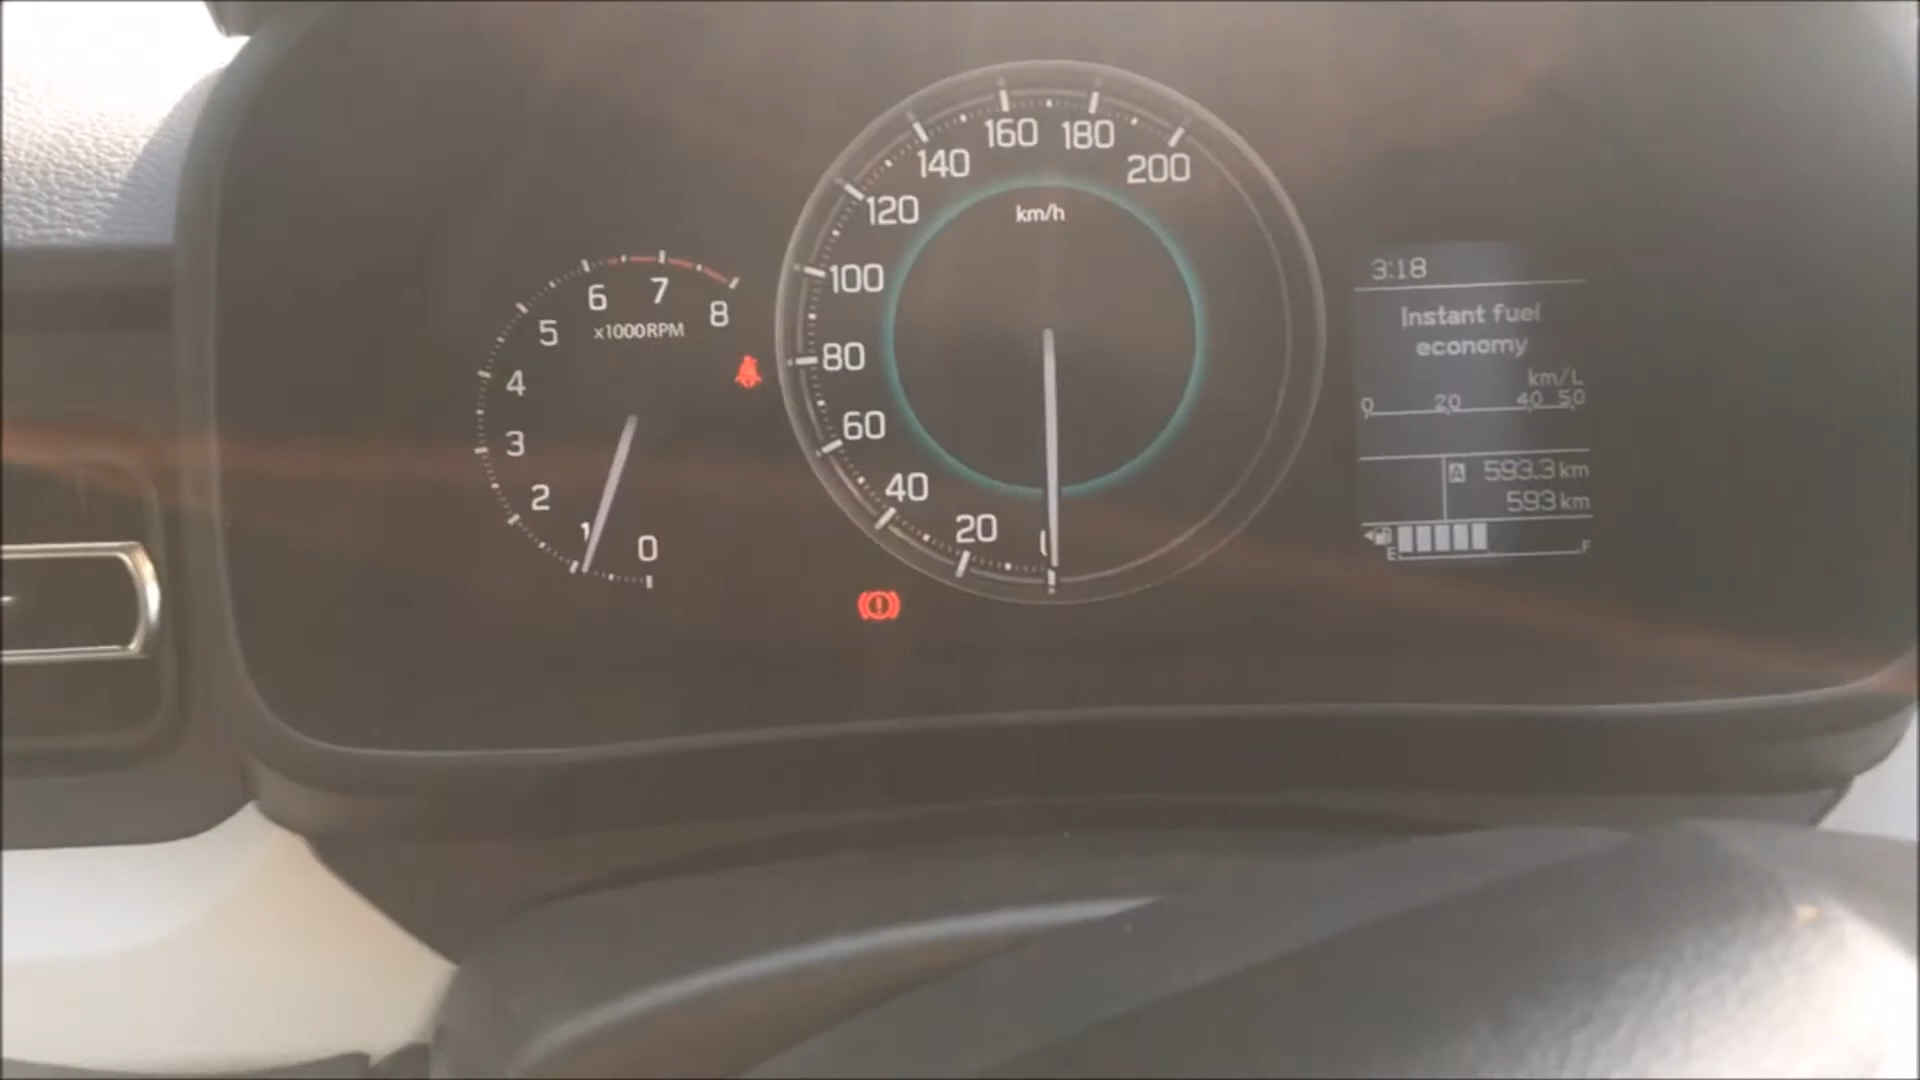 8
7
6
5
4
3
2
1
0
x1000RPM
200
180
160
140
120
100
80
60
40
20
km/h
3:18
Instant fuel
economy
km/L
0 20 40 50
A 593.3 km
593 km
E F